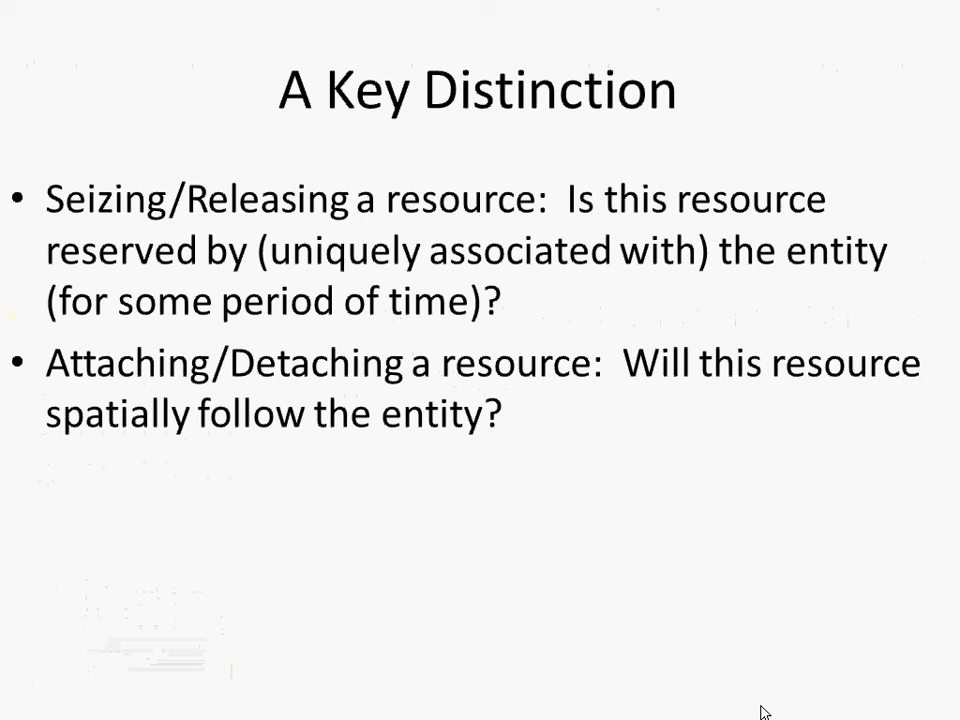 A Key Distinction
• Seizing/Releasing a resource: Is this resource
reserved by (uniquely associated with) the entity
(for some period of time)?
• Attaching/Detaching a resource: Will this resource
spatially follow the entity?